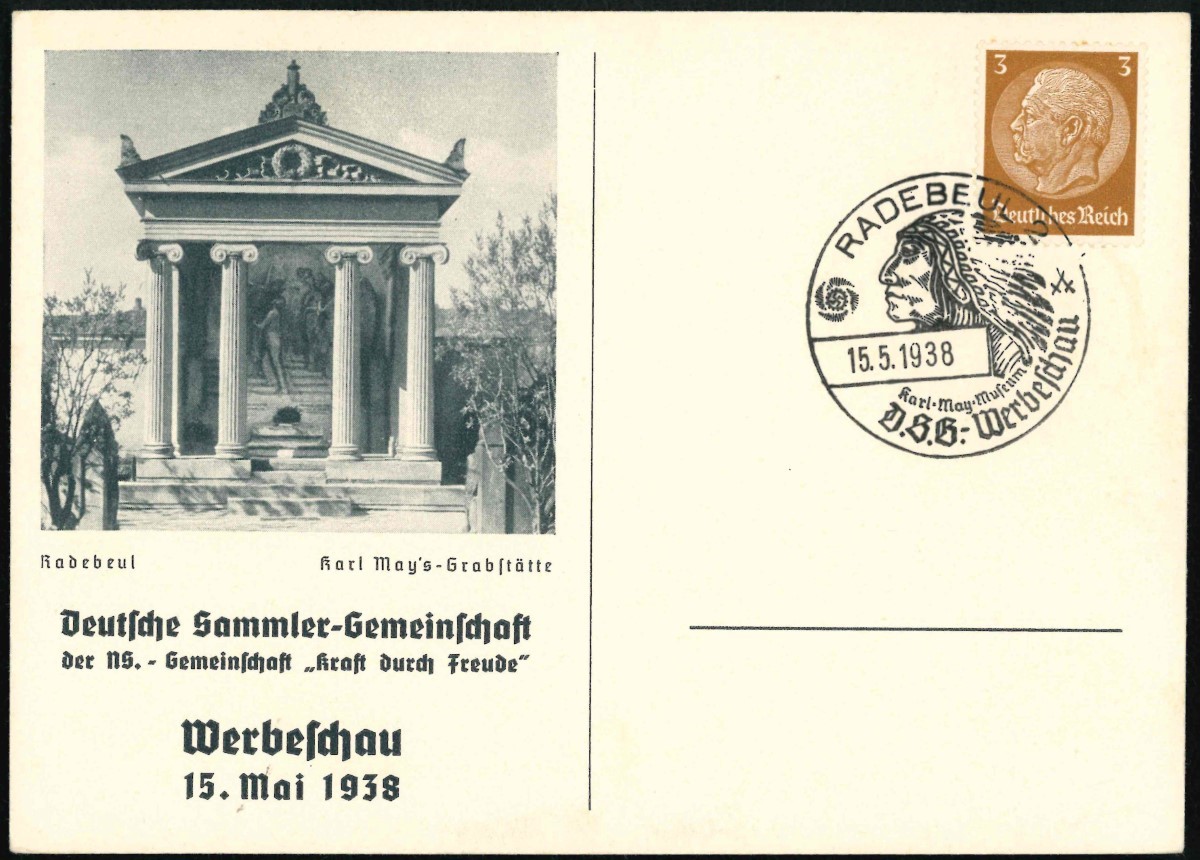 Radebeul Karl May's-Grabstätte
Deutsche Sammler-Gemeinschaft
der NS. - Gemeinschaft „Kraft durch Freude"
Werbeschau
15. Mai 1938
3 3
Deutsches Reich
RADEBEUL 2
15.5.1938
Karl-May-Museum
D.S.G.-Werbeschau